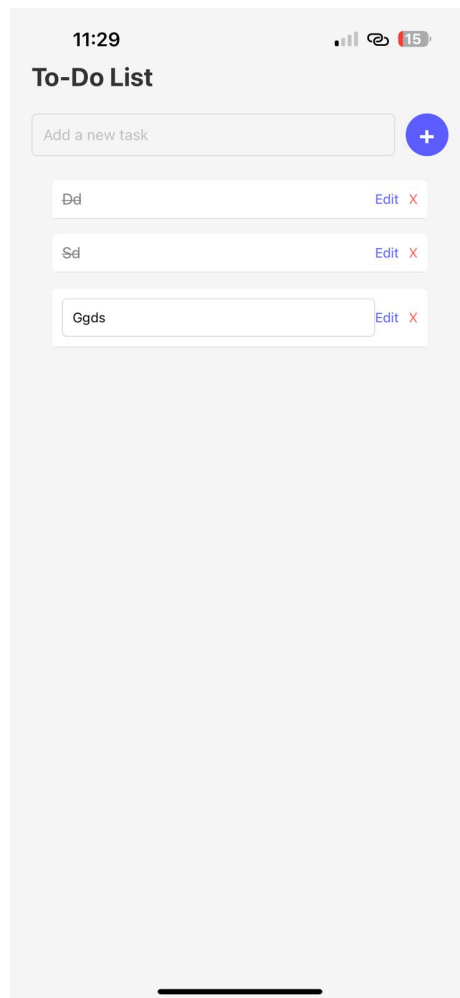 11:29
15
To-Do List
Add a new task
+
Dd Edit X
Sd Edit X
Ggds Edit X